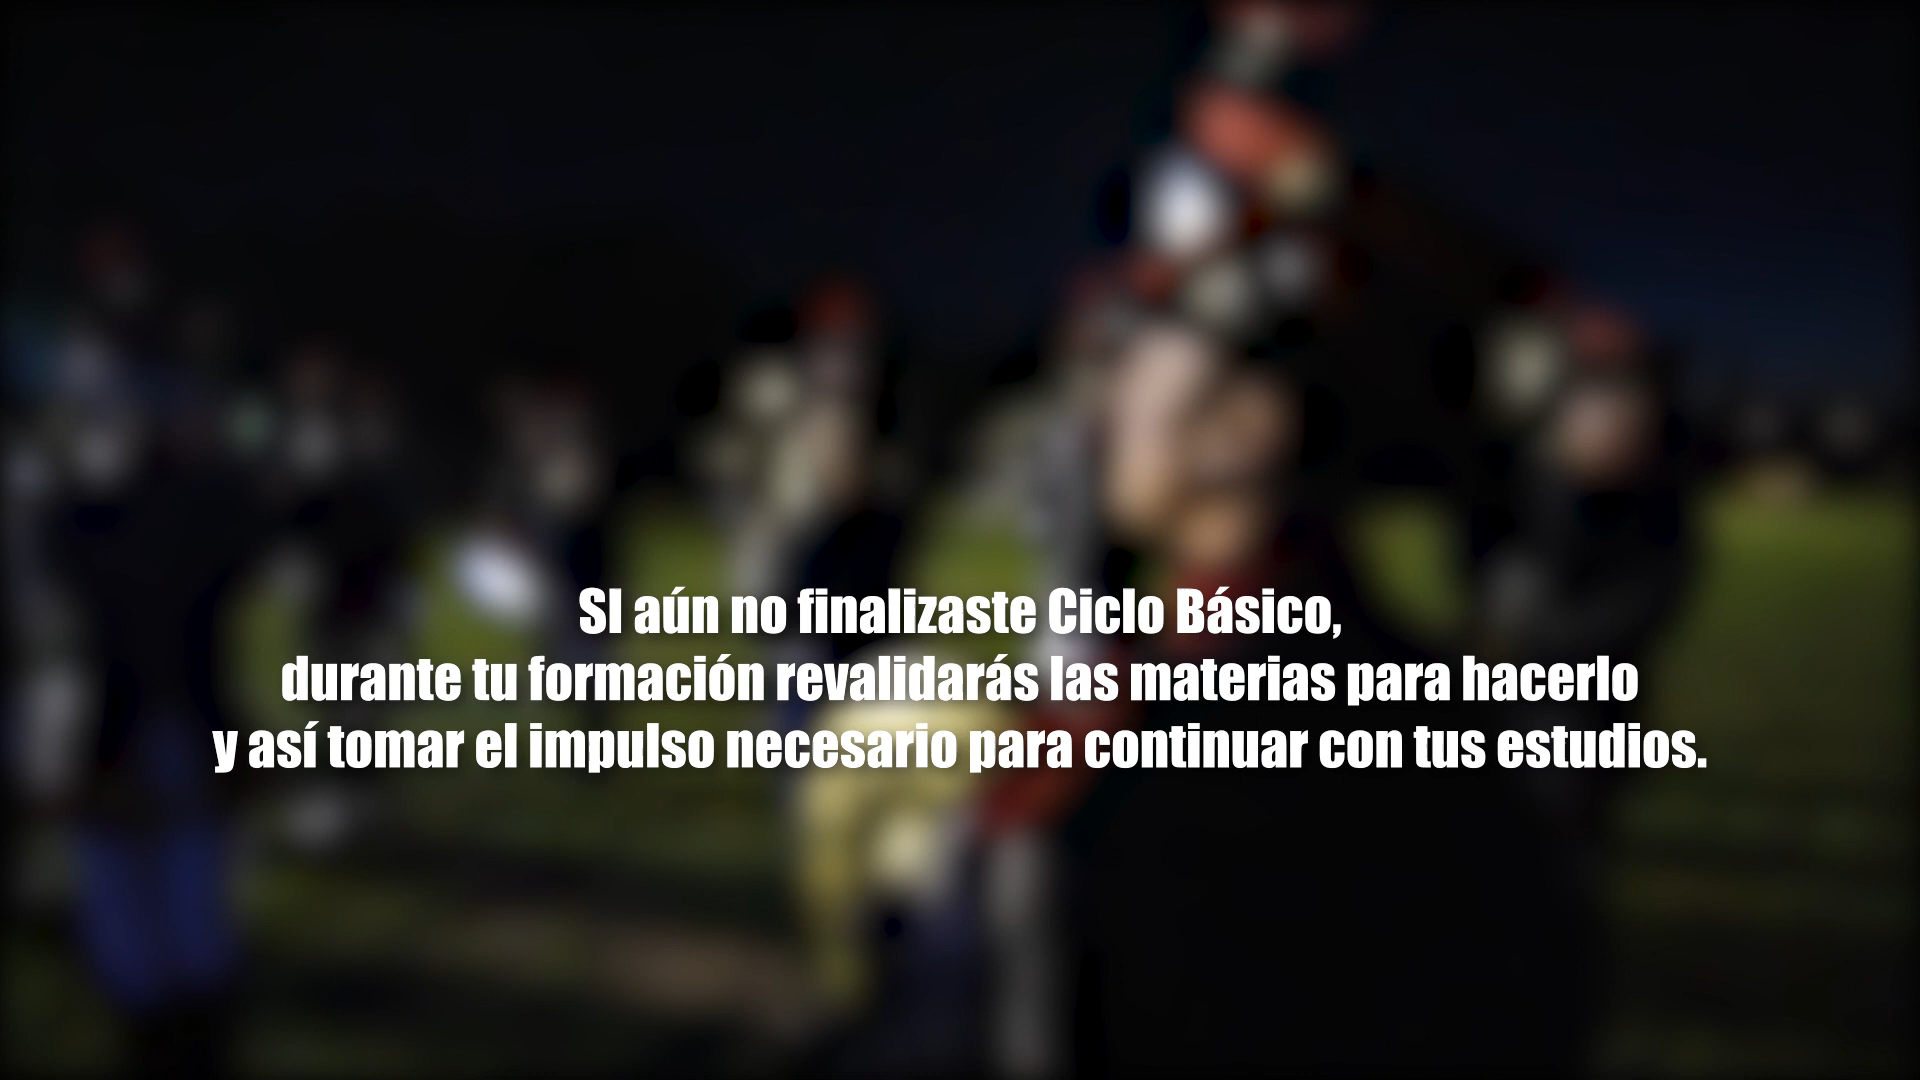 SI aún no finalizaste Ciclo Básico,
durante tu formación revalidarás las materias para hacerlo
y así tomar el impulso necesario para continuar con tus estudios.